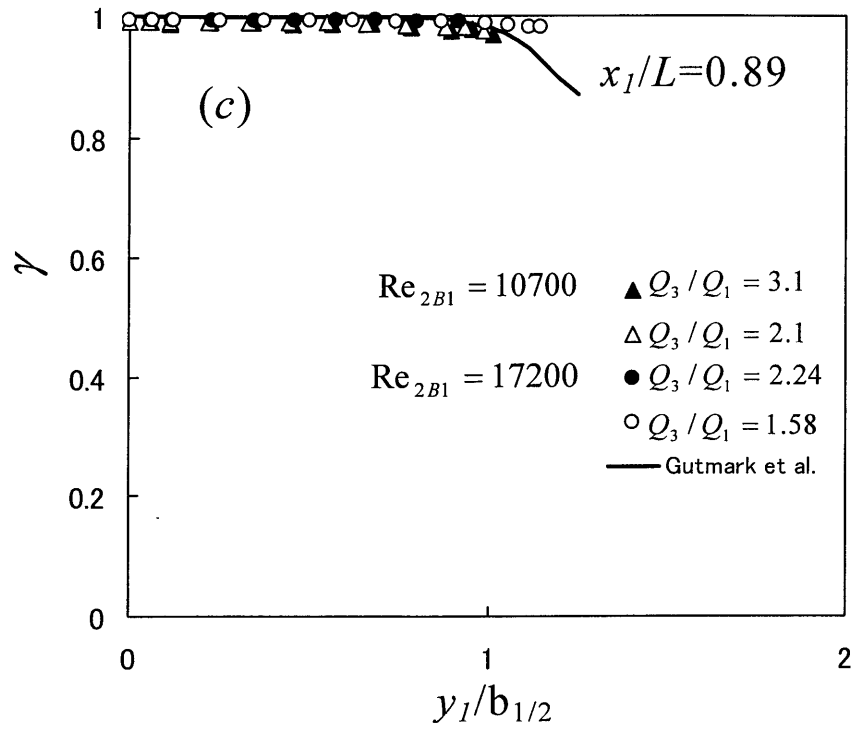 1
x1/L=0.89
(c)
0.8
γ
0.6
Re2B1 = 10700
▲ Q3 / Q1 = 3.1
△ Q3 / Q1 = 2.1
0.4
Re2B1 = 17200
● Q3 / Q1 = 2.24
○ Q3 / Q1 = 1.58
Gutmark et al.
0.2
0
0 1 2
y1/b1/2